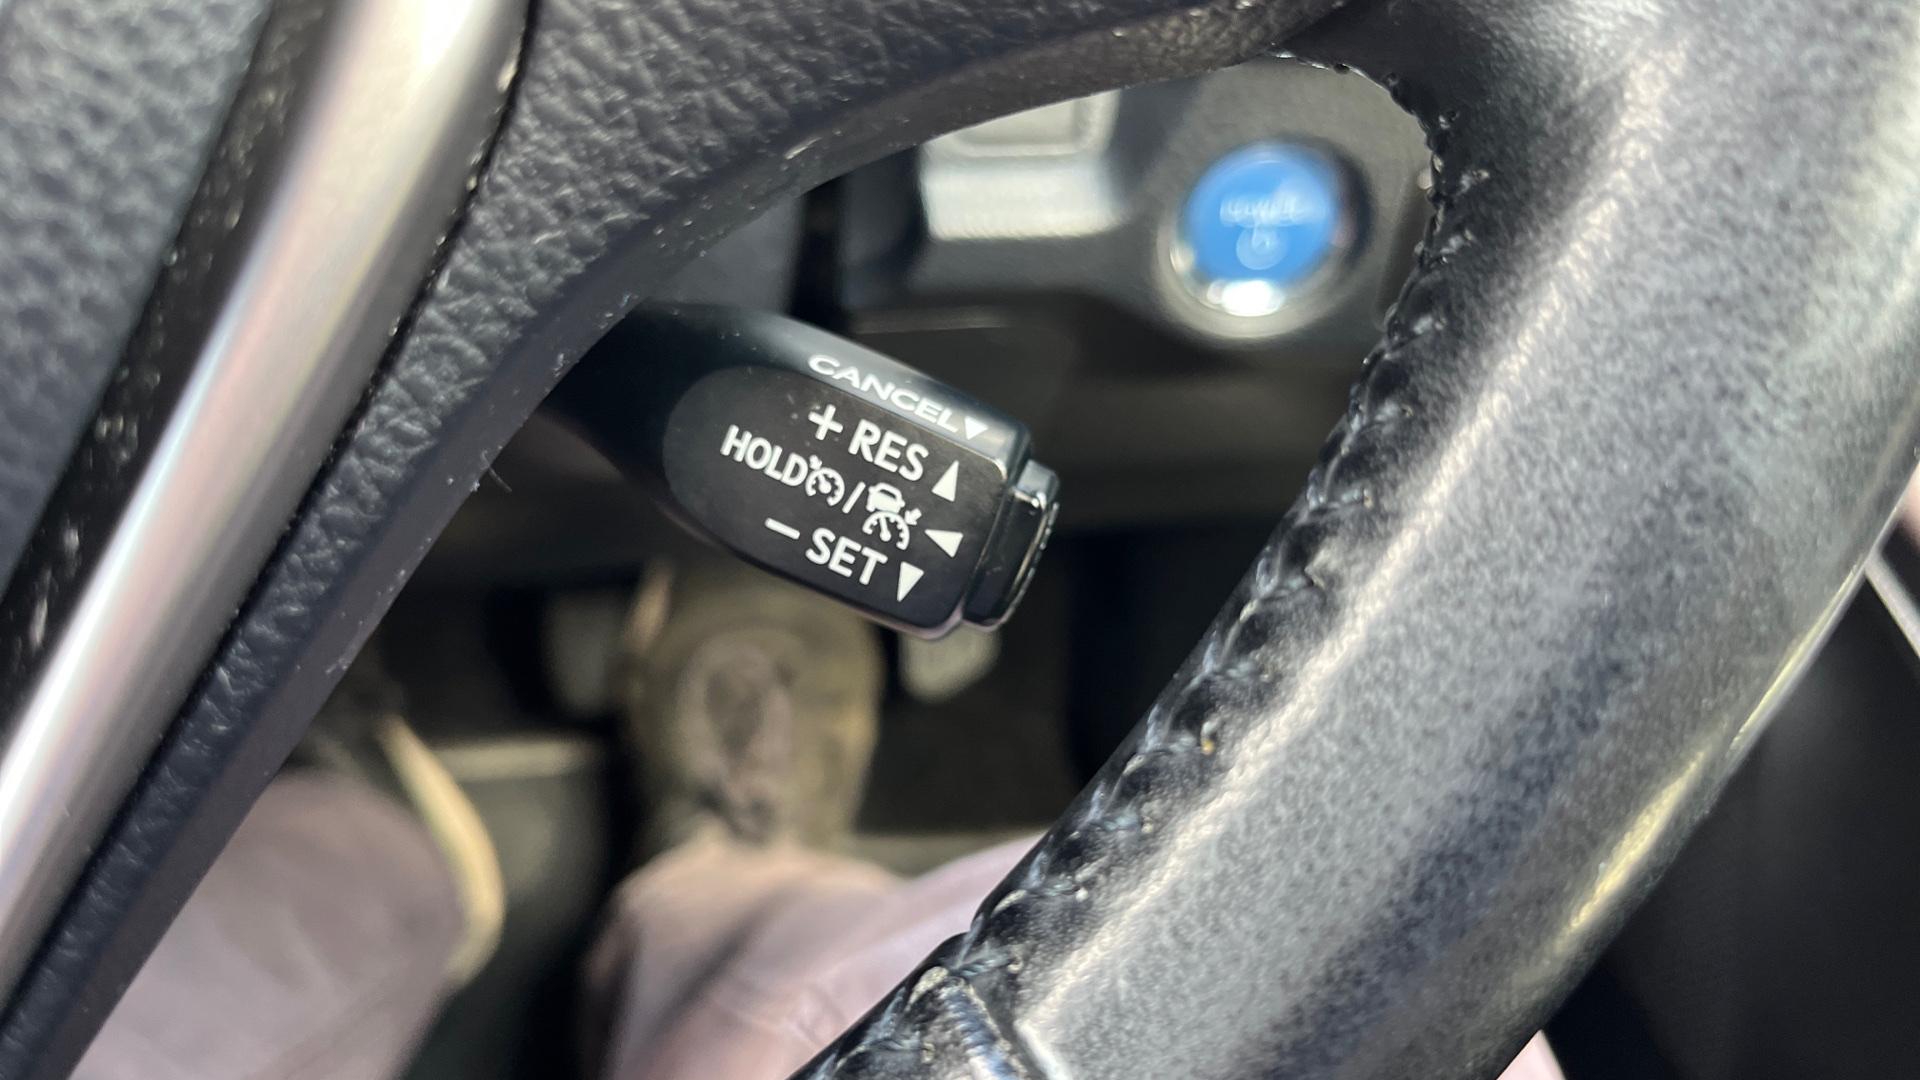 CANCEL▼
+ RES ▲
HOLD / ◀
− SET ▼